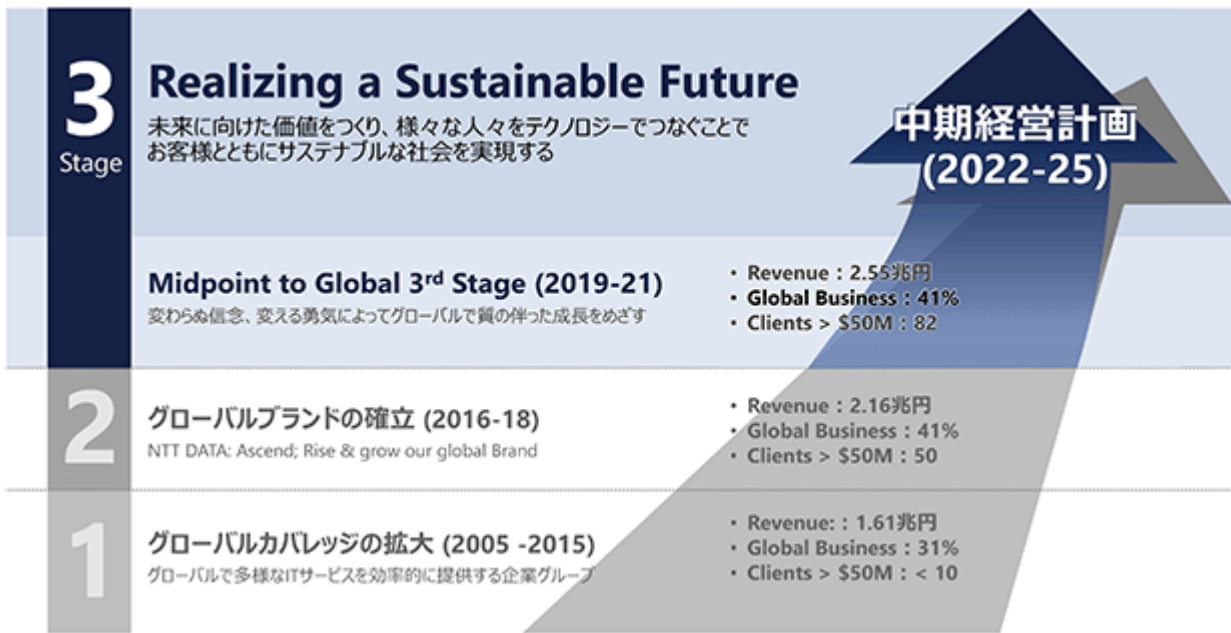 3
Stage
Realizing a Sustainable Future
未来に向けた価値をつくり、様々な人々をテクノロジーでつなぐことで
お客様とともにサステナブルな社会を実現する
中期経営計画
(2022-25)
Midpoint to Global 3rd Stage (2019-21)
変わらぬ信念、変える勇気によってグローバルで質の伴った成長をめざす
・ Revenue：2.55兆円
・ Global Business：41%
・ Clients > $50M：82
2
グローバルブランドの確立 (2016-18)
NTT DATA: Ascend; Rise & grow our global Brand
・ Revenue：2.16兆円
・ Global Business：41%
・ Clients > $50M：50
1
グローバルカバレッジの拡大 (2005 -2015)
グローバルで多様なITサービスを効率的に提供する企業グループ
・ Revenue:：1.61兆円
・ Global Business：31%
・ Clients > $50M：< 10